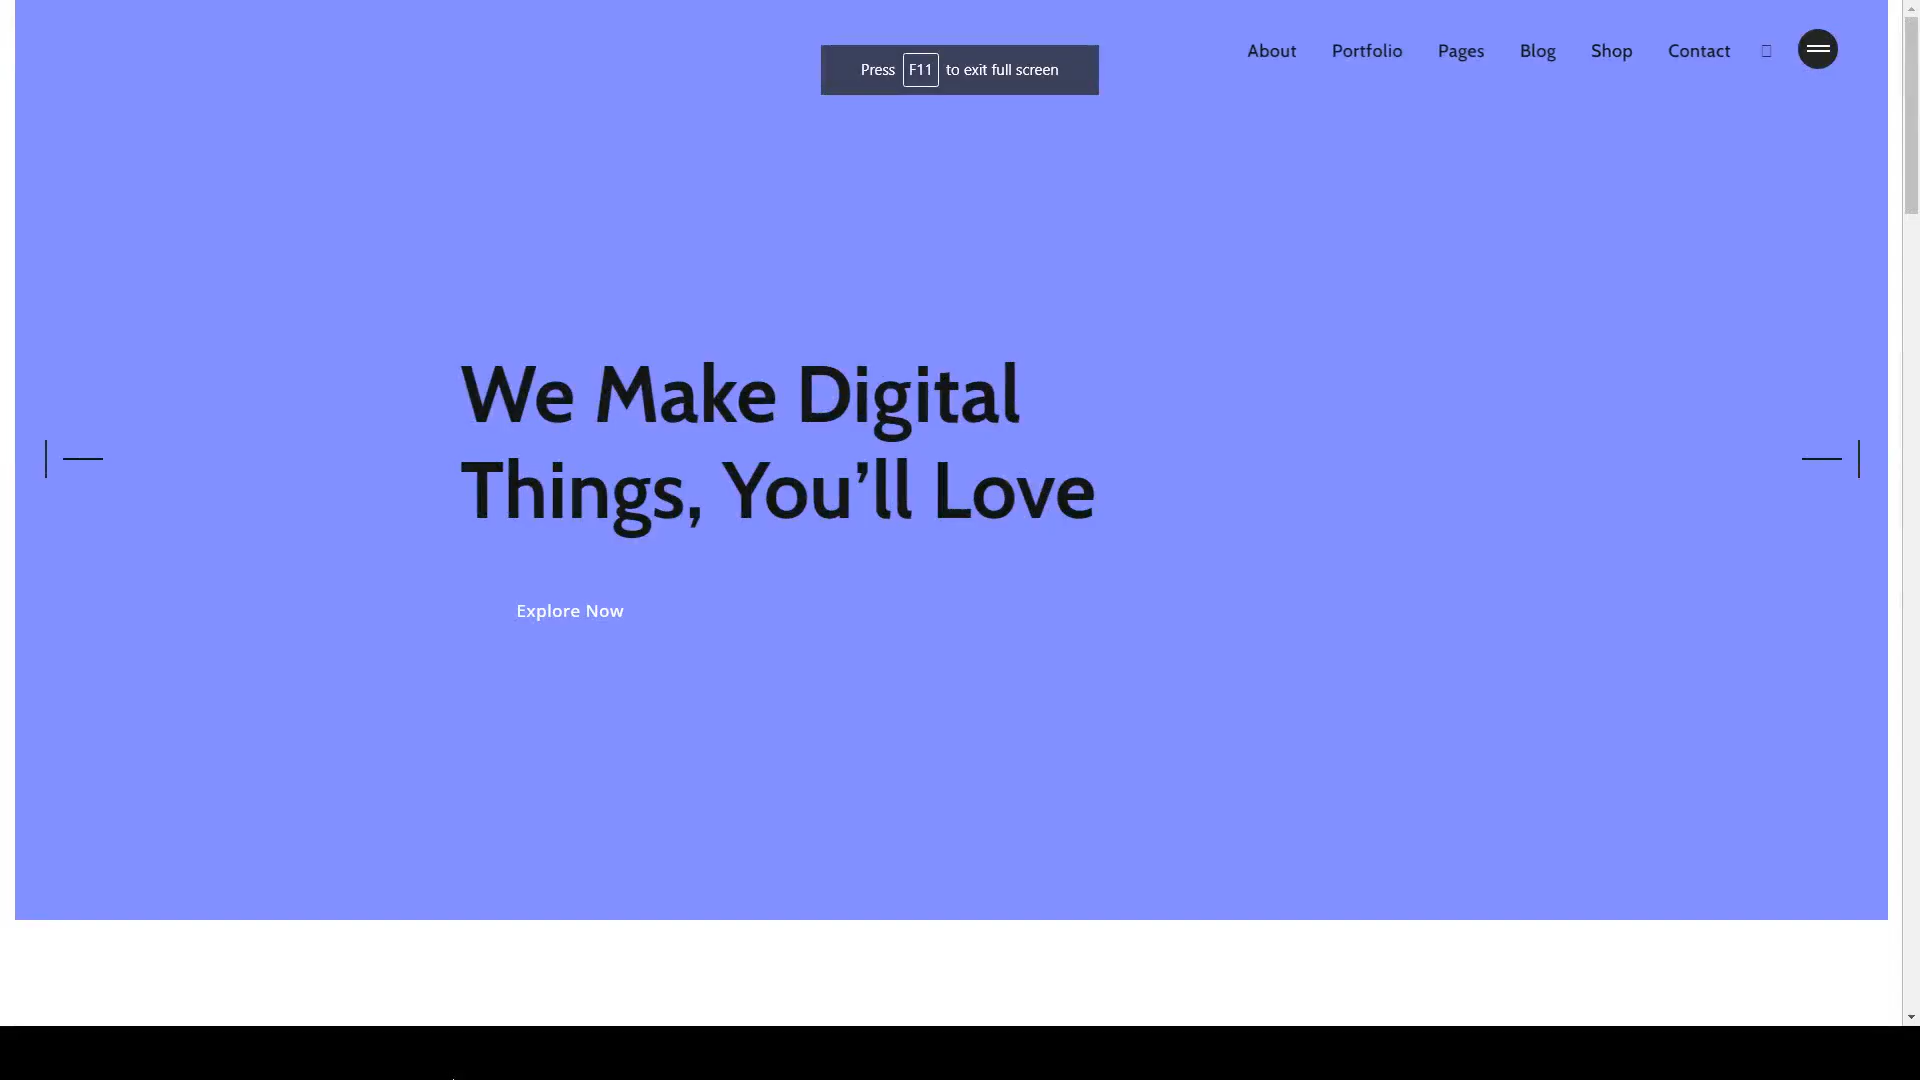 About Portfolio Pages Blog Shop Contact
Press F11 to exit full screen
We Make Digital
Things, You’ll Love
Explore Now